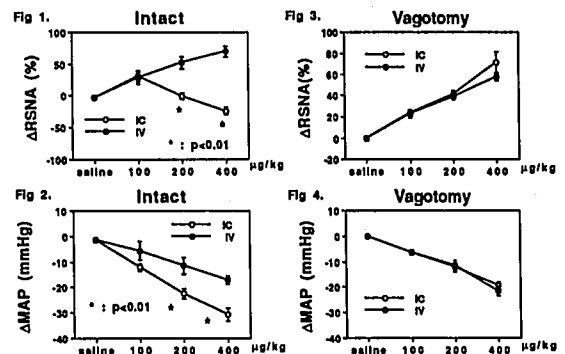 Fig 1. Intact
ΔRSNA (%)
100
50
0
-50
-100
IC
IV
*
*
* : p<0.01
saline 100 200 400 µg/kg
Fig 3. Vagotomy
ΔRSNA(%)
100
80
60
40
20
0
-20
IC
IV
saline 100 200 400 µg/kg
Fig 2. Intact
ΔMAP (mmHg)
10
0
-10
-20
-30
-40
IC
IV
* : p<0.01 * *
saline 100 200 400 µg/kg
Fig 4. Vagotomy
ΔMAP (mmHg)
10
0
-10
-20
-30
-40
IC
IV
saline 100 200 400 µg/kg